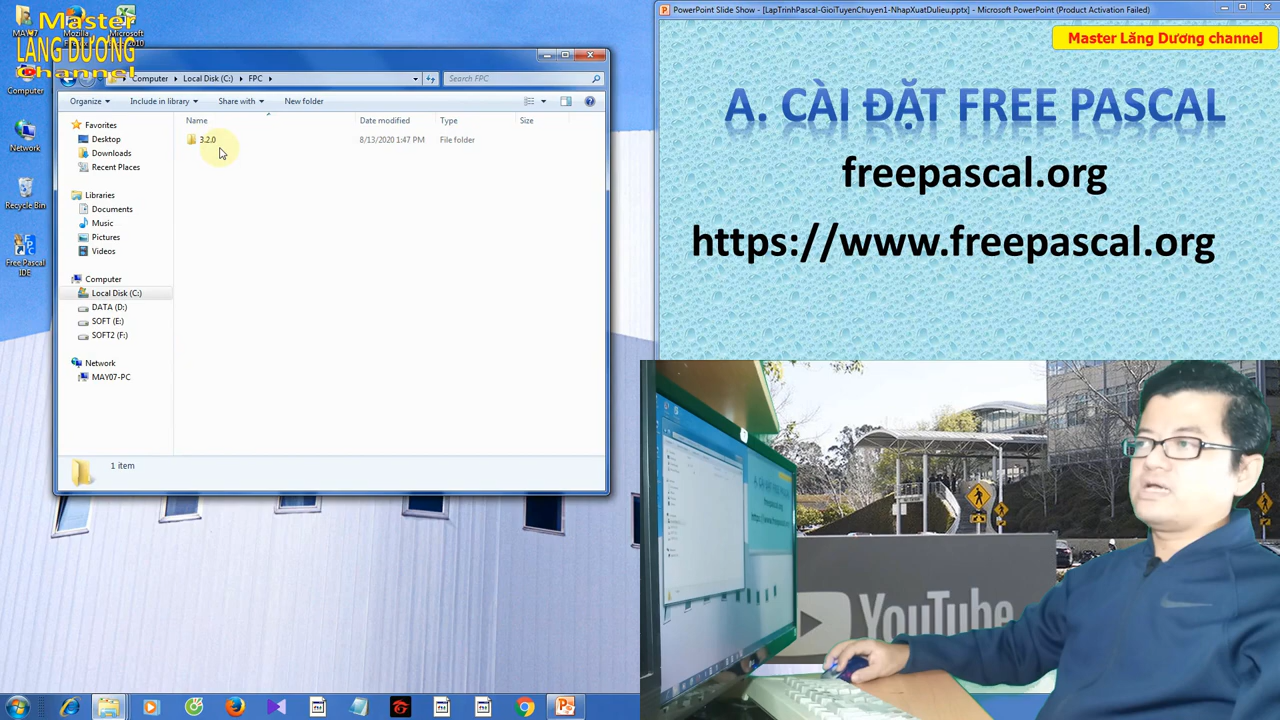 Master
LĂNG DƯƠNG
Channel
MAY07
Mozilla
Microsoft
Computer
Network
Recycle Bin
Free Pascal
IDE
Computer
Local Disk (C:)
FPC
Search FPC
Organize
Include in library
Share with
New folder
Name
Date modified
Type
Size
3.2.0
8/13/2020 1:47 PM
File folder
Favorites
Desktop
Downloads
Recent Places
Libraries
Documents
Music
Pictures
Videos
Computer
Local Disk (C:)
DATA (D:)
SOFT (E:)
SOFT2 (F:)
Network
MAY07-PC
1 item
PowerPoint Slide Show - [LapTrinhPascal-GioiTuyenChuyen1-NhapXuatDulieu.pptx] - Microsoft PowerPoint (Product Activation Failed)
Master Lăng Dương channel
A. CÀI ĐẶT FREE PASCAL
freepascal.org
https://www.freepascal.org
YouTube